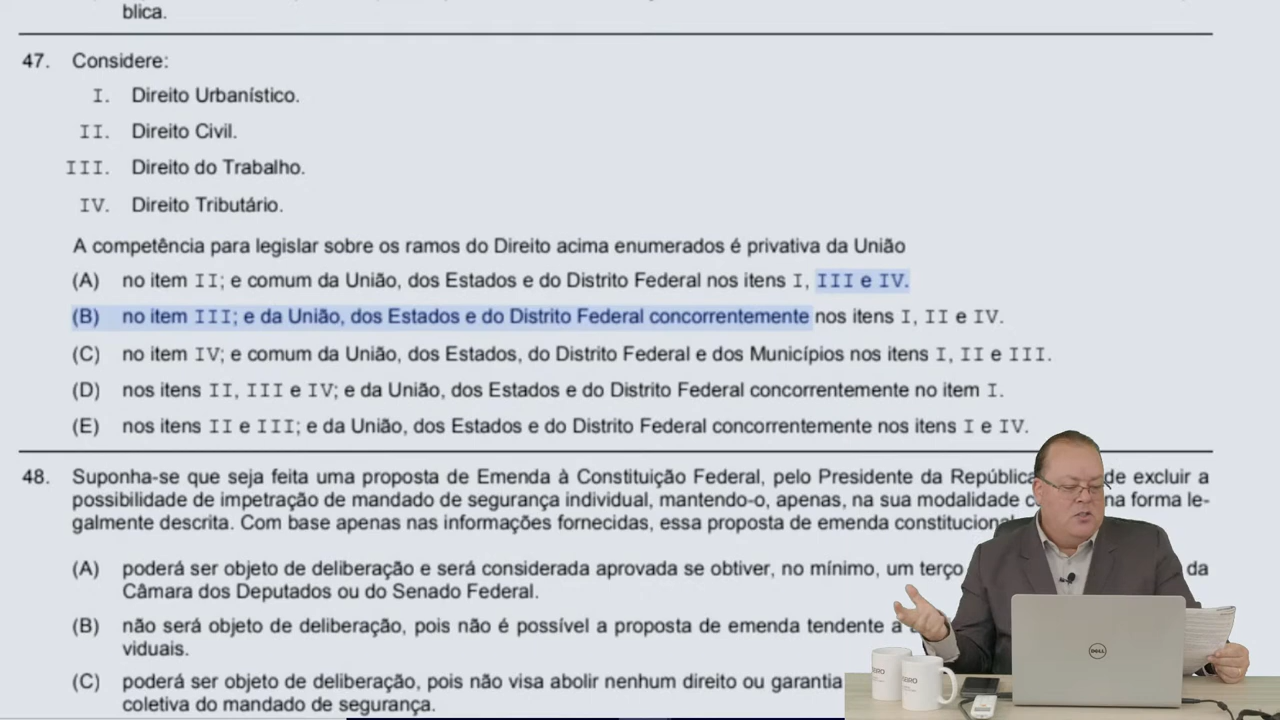 blica.
47. Considere:
I. Direito Urbanístico.
II. Direito Civil.
III. Direito do Trabalho.
IV. Direito Tributário.
A competência para legislar sobre os ramos do Direito acima enumerados é privativa da União
(A) no item II; e comum da União, dos Estados e do Distrito Federal nos itens I, III e IV.
(B) no item III; e da União, dos Estados e do Distrito Federal concorrentemente nos itens I, II e IV.
(C) no item IV; e comum da União, dos Estados, do Distrito Federal e dos Municípios nos itens I, II e III.
(D) nos itens II, III e IV; e da União, dos Estados e do Distrito Federal concorrentemente no item I.
(E) nos itens II e III; e da União, dos Estados e do Distrito Federal concorrentemente nos itens I e IV.
48. Suponha-se que seja feita uma proposta de Emenda à Constituição Federal, pelo Presidente da República de excluir a
possibilidade de impetração de mandado de segurança individual, mantendo-o, apenas, na sua modalidade na forma le-
galmente descrita. Com base apenas nas informações fornecidas, essa proposta de emenda constitucional
(A) poderá ser objeto de deliberação e será considerada aprovada se obtiver, no mínimo, um terço da
Câmara dos Deputados ou do Senado Federal.
(B) não será objeto de deliberação, pois não é possível a proposta de emenda tendente a
viduais.
(C) poderá ser objeto de deliberação, pois não visa abolir nenhum direito ou garantia
coletiva do mandado de segurança.
DELL